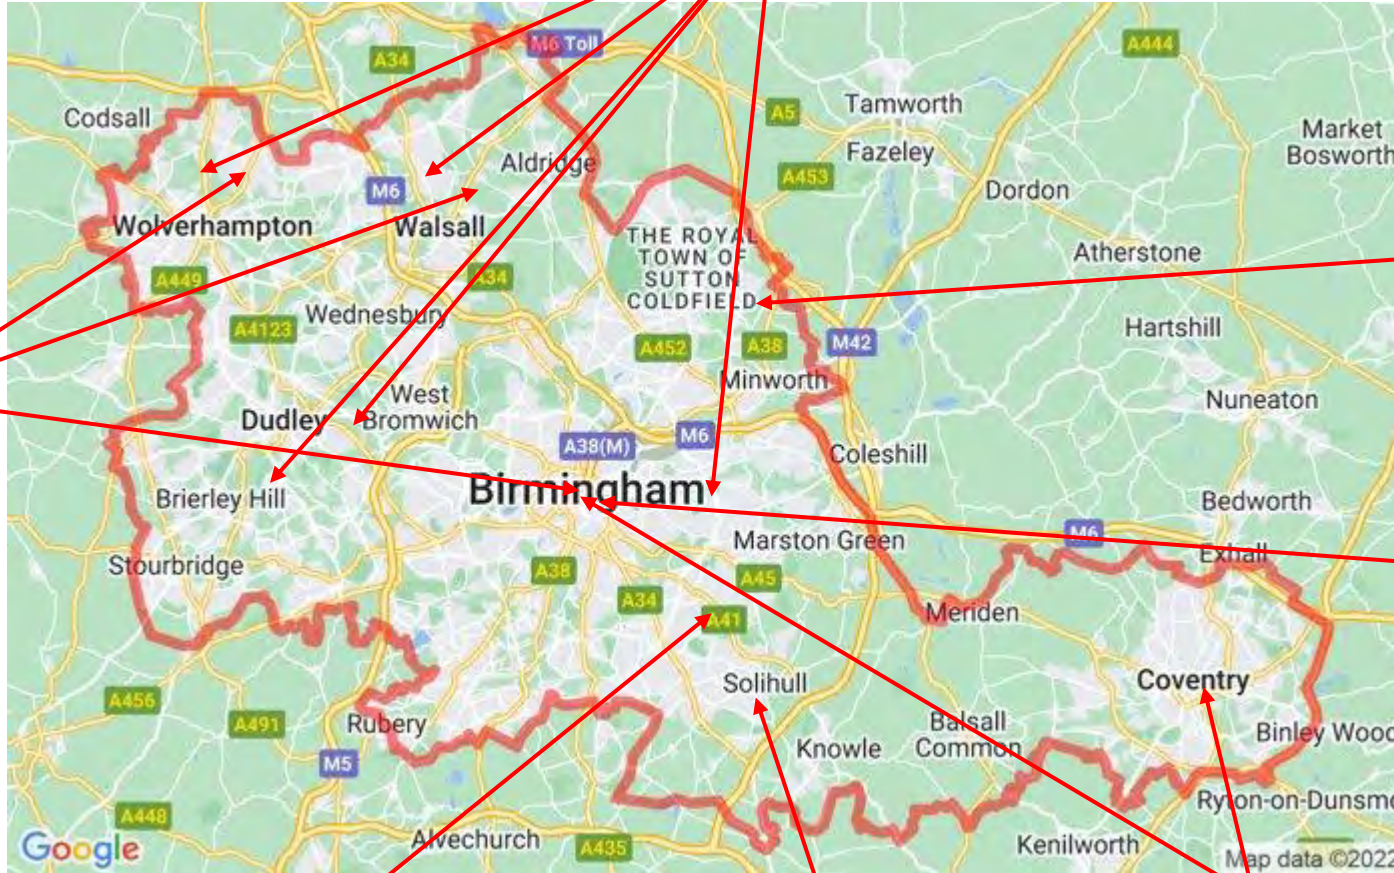 M6 Toll
A34
A444
Codsall
A5
Tamworth
Fazeley
Market
Bosworth
Aldridge
A453
M6
Dordon
Wolverhampton
Walsall
THE ROYAL
TOWN OF
SUTTON
COLDFIELD
Atherstone
A449
A34
Wednesbury
A4123
A452
A38
M42
Hartshill
Minworth
West
Bromwich
Dudley
Nuneaton
A38(M)
M6
Coleshill
Birmingham
Brierley Hill
Bedworth
M6
Marston Green
Exhall
Stourbridge
A38
A45
A34
A41
Meriden
Solihull
Coventry
A456
A491
Rubery
Balsall
Common
Knowle
Binley Wood
M5
A448
Ryton-on-Dunsmo
Alvechurch
A435
Kenilworth
Google
Map data ©2022